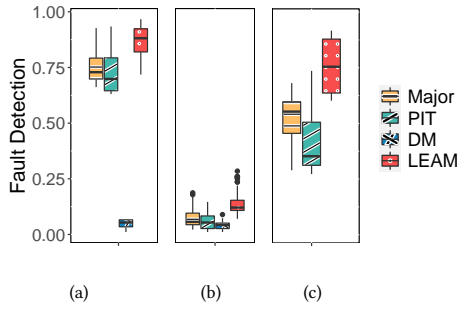 Fault Detection
1.00
0.75
0.50
0.25
0.00
Major
PIT
DM
LEAM
(a) (b) (c)